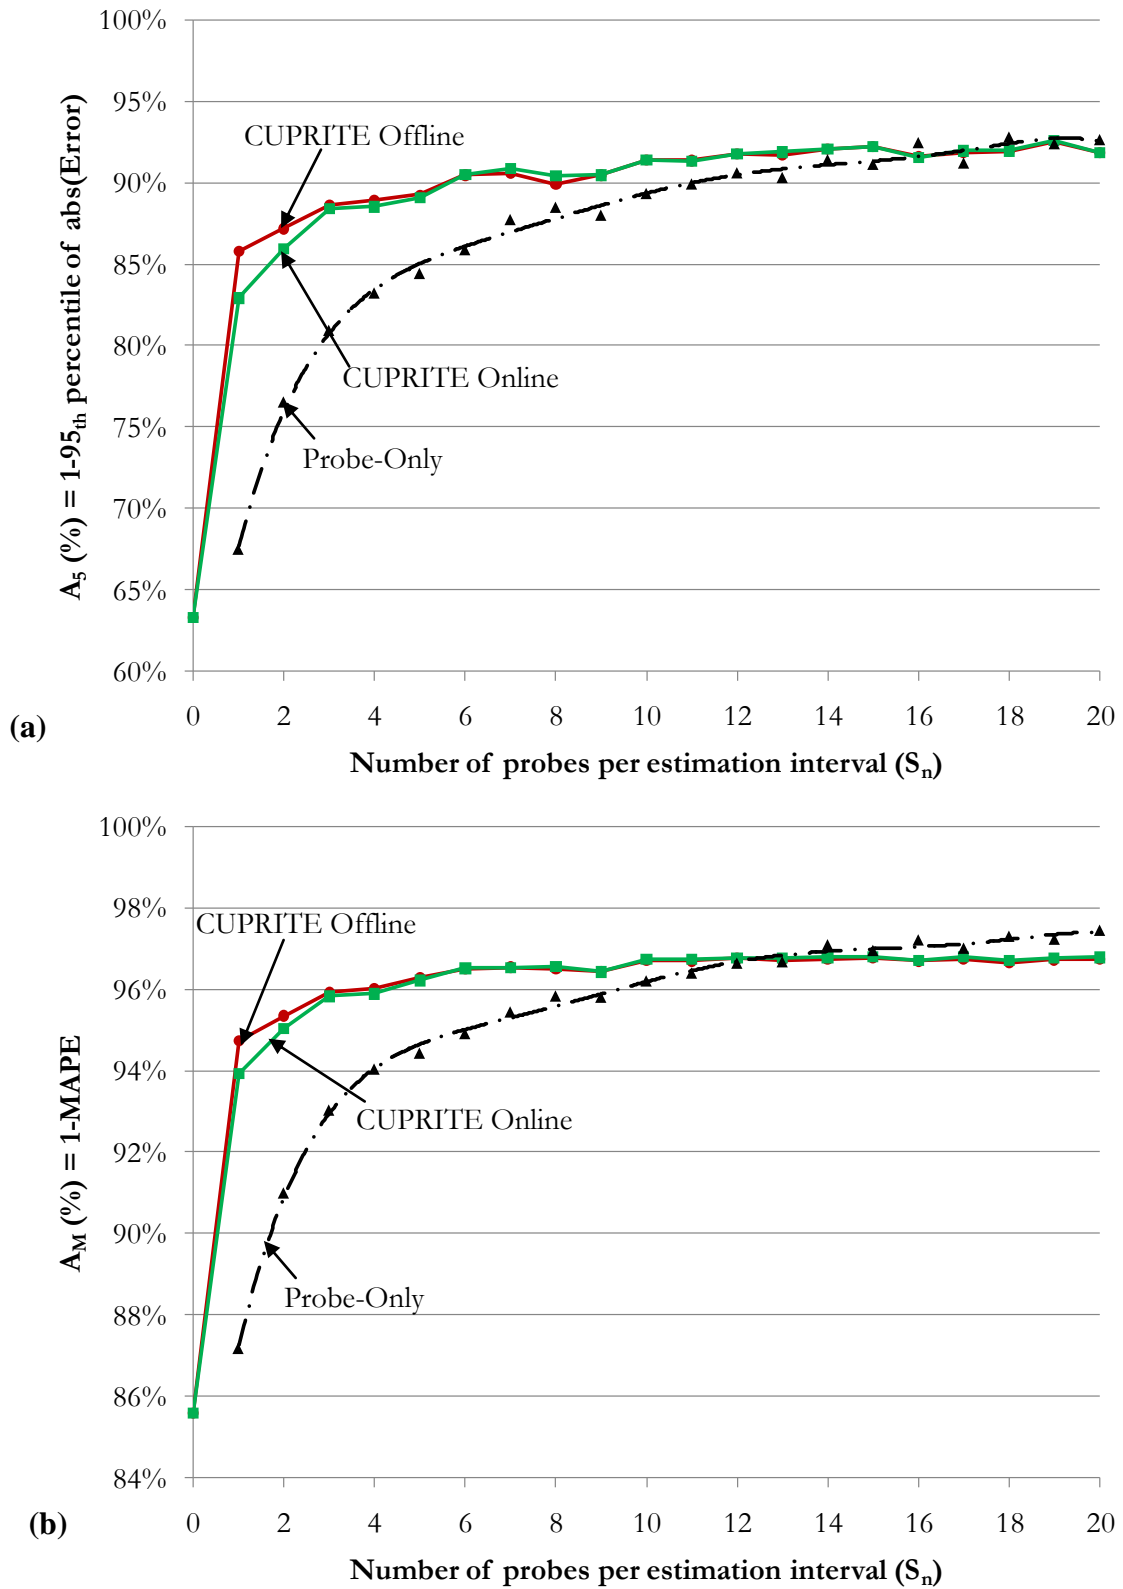 100%
95%
90%
85%
80%
75%
70%
65%
60%
A5 (%) = 1-95th percentile of abs(Error)
CUPRITE Offline
CUPRITE Online
Probe-Only
0 2 4 6 8 10 12 14 16 18 20
(a)
Number of probes per estimation interval (Sn)
100%
98%
96%
94%
92%
90%
88%
86%
84%
AM (%) = 1-MAPE
CUPRITE Offline
CUPRITE Online
Probe-Only
0 2 4 6 8 10 12 14 16 18 20
(b)
Number of probes per estimation interval (Sn)